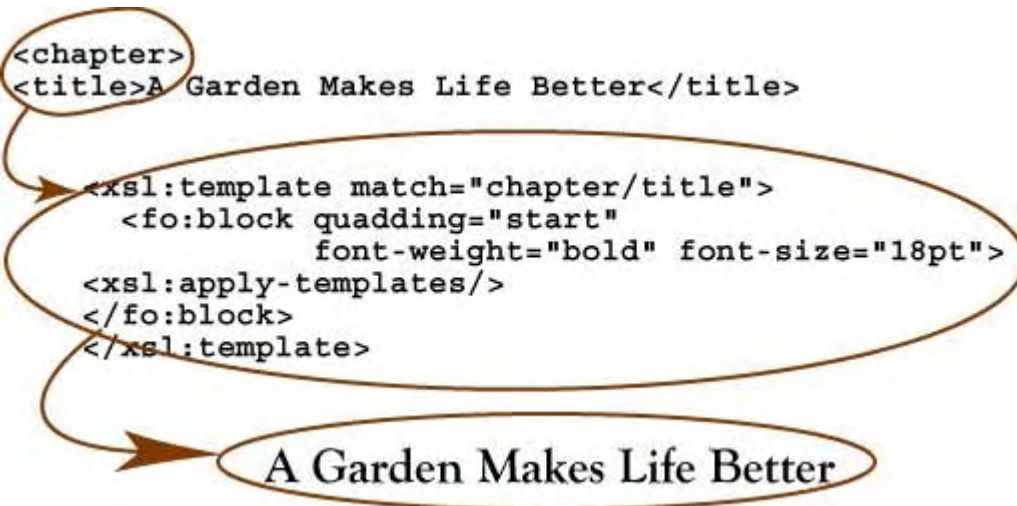 <chapter>
<title>A Garden Makes Life Better</title>
<xsl:template match="chapter/title">
<fo:block quadding="start"
font-weight="bold" font-size="18pt">
<xsl:apply-templates/>
</fo:block>
</xsl:template>
A Garden Makes Life Better